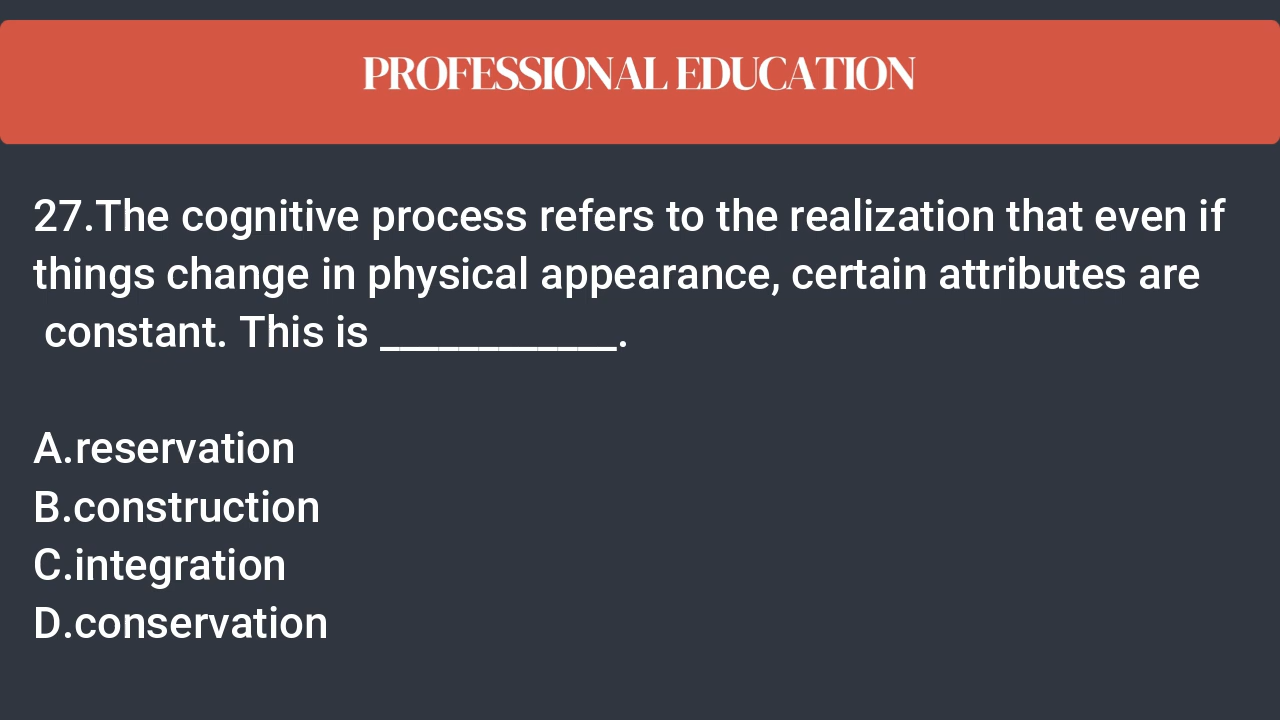 PROFESSIONAL EDUCATION
27.The cognitive process refers to the realization that even if
things change in physical appearance, certain attributes are
constant. This is ____________.
A.reservation
B.construction
C.integration
D.conservation